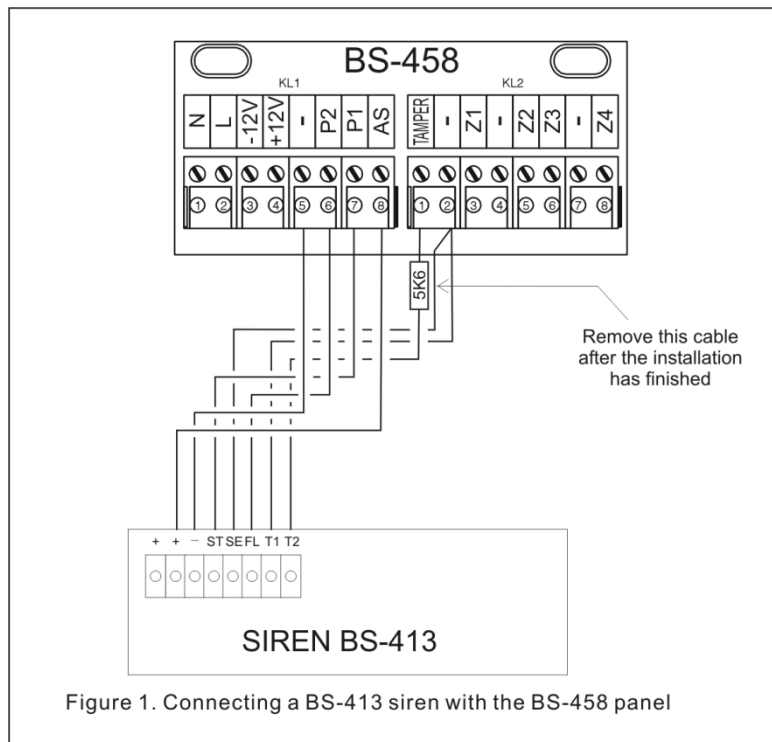 BS-458
KL1 KL2
N L -12V +12V - P2 P1 AS TAMPER - Z1 - Z2 Z3 - Z4
1 2 3 4 5 6 7 8 1 2 3 4 5 6 7 8
5K6
Remove this cable
after the installation
has finished
+ + - ST SE FL T1 T2
SIREN BS-413
Figure 1. Connecting a BS-413 siren with the BS-458 panel